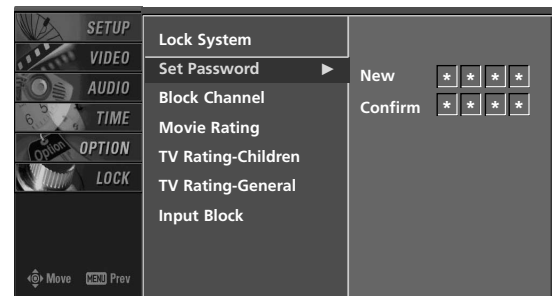 SETUP
VIDEO
AUDIO
TIME
OPTION
LOCK
Move MENU Prev
Lock System
Set Password ►
Block Channel
Movie Rating
TV Rating-Children
TV Rating-General
Input Block
New * * * *
Confirm * * * *